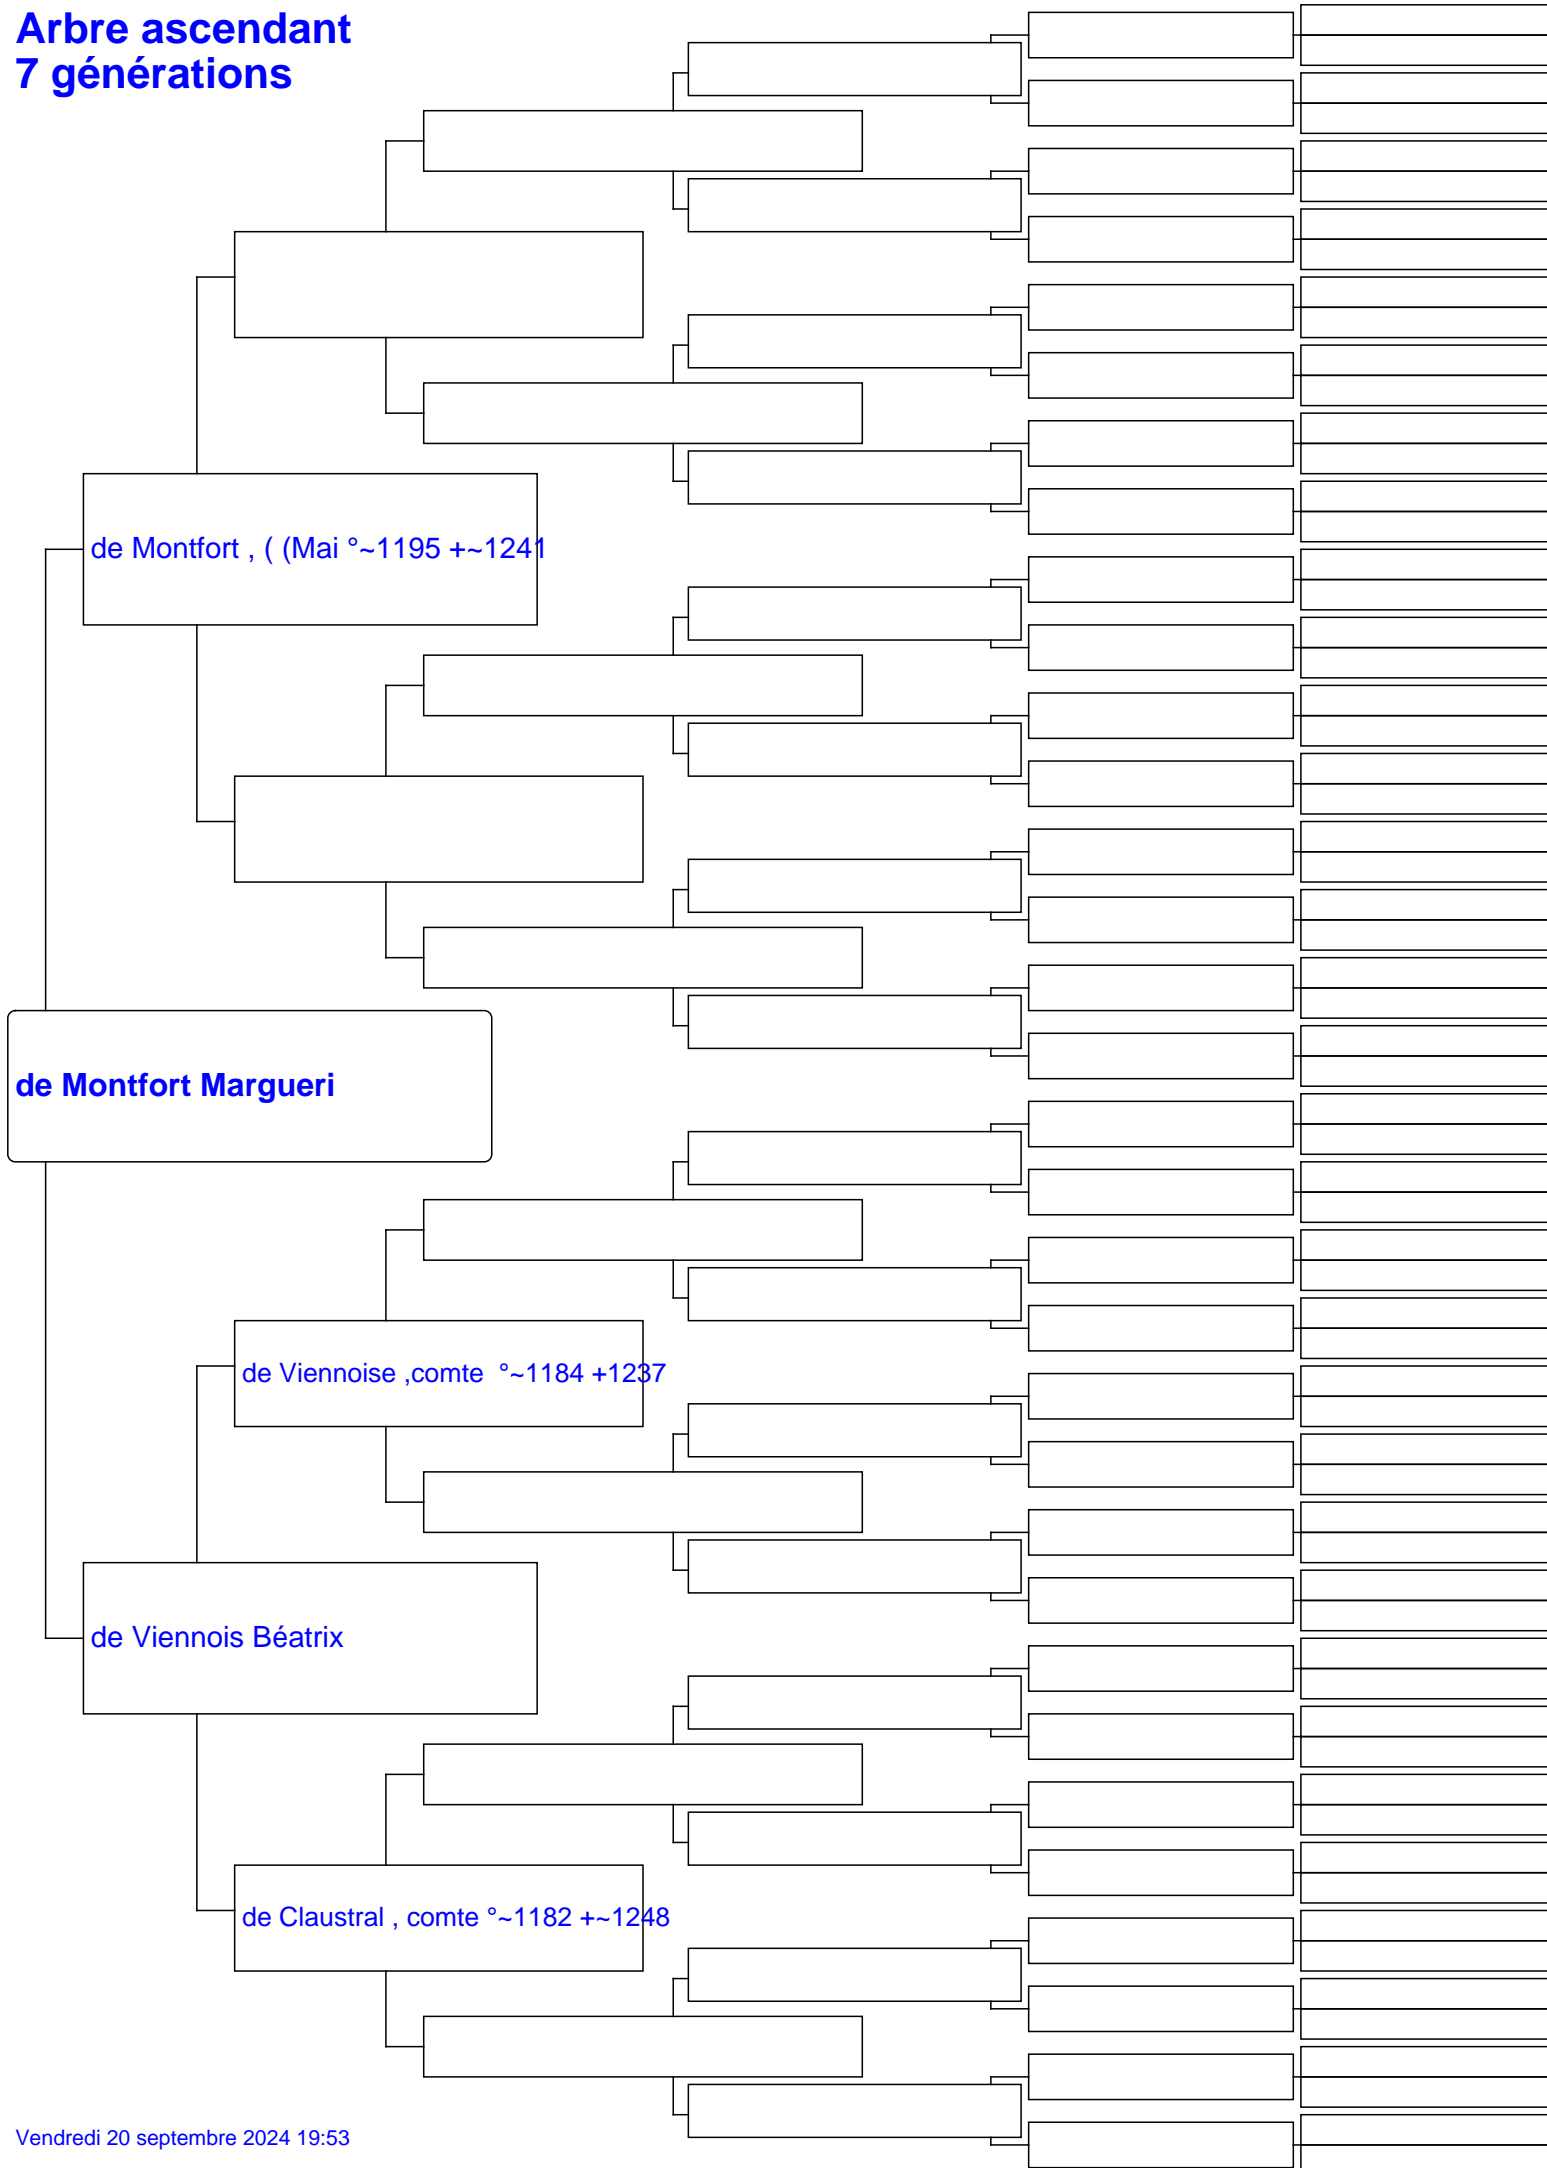 Arbre ascendant
7 générations
de Montfort , ( (Mai °~1195 +~1241
de Montfort Margueri
de Viennoise ,comte  °~1184 +1237
de Viennois Béatrix
de Claustral , comte °~1182 +~1248
Vendredi 20 septembre 2024 19:53